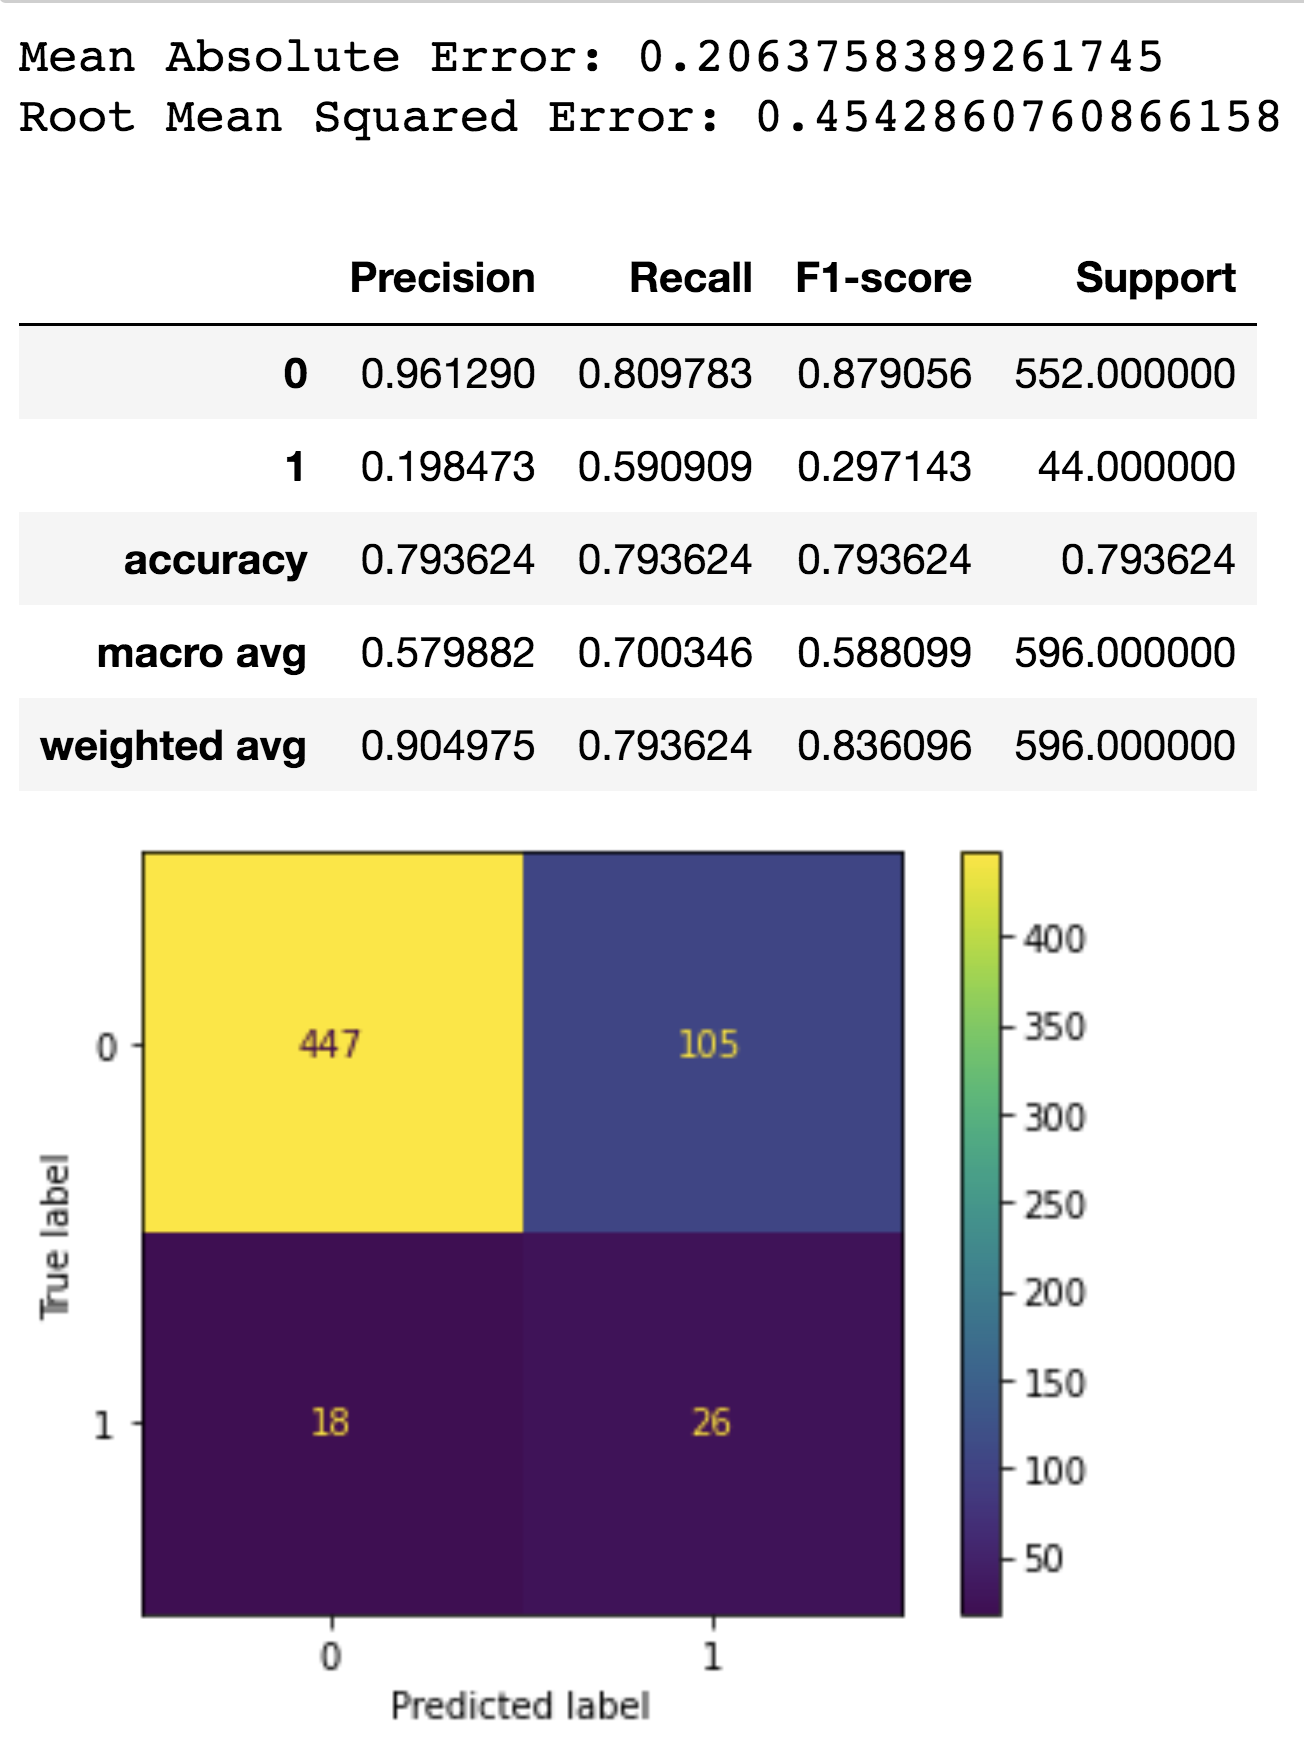 Mean Absolute Error: 0.2063758389261745
Root Mean Squared Error: 0.4542860760866158
Precision Recall F1-score Support
0 0.961290 0.809783 0.879056 552.000000
1 0.198473 0.590909 0.297143 44.000000
accuracy 0.793624 0.793624 0.793624 0.793624
macro avg 0.579882 0.700346 0.588099 596.000000
weighted avg 0.904975 0.793624 0.836096 596.000000
400
350
300
250
200
150
100
50
True label
0
1
447 105
18 26
0 1
Predicted label